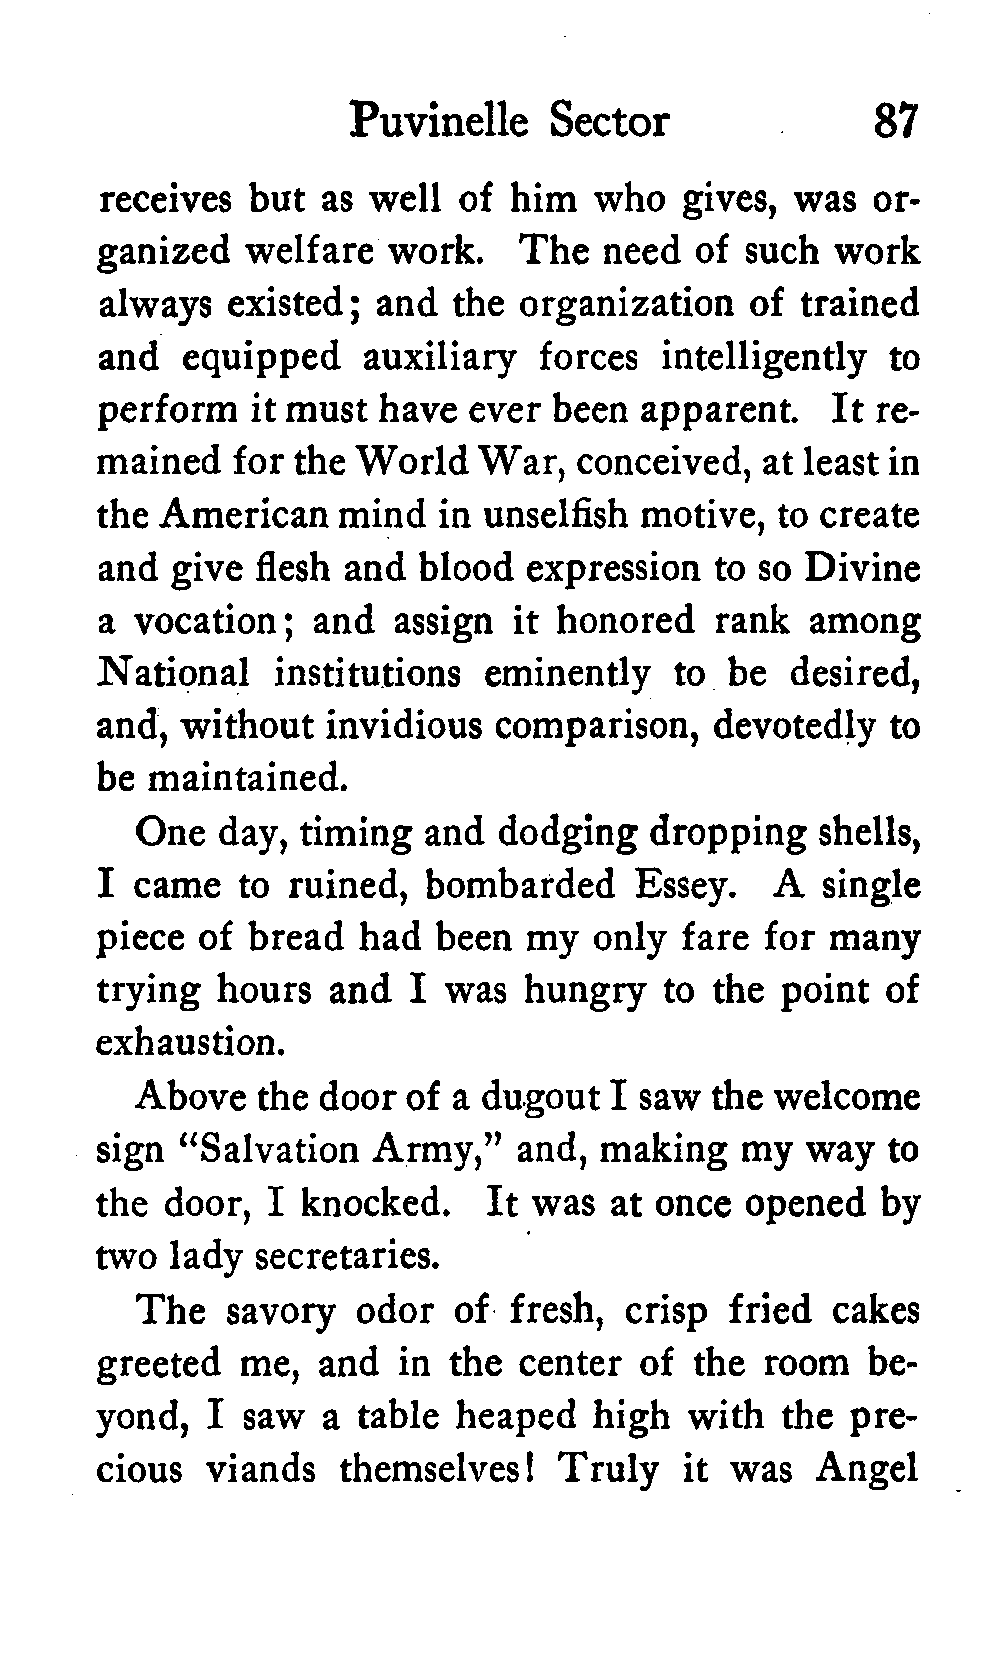 Puvinelle Sector 87
receives but as well of him who gives, was or-
ganized welfare work. The need of such work
always existed; and the organization of trained
and equipped auxiliary forces intelligently to
perform it must have ever been apparent. It re-
mained for the World War, conceived, at least in
the American mind in unselfish motive, to create
and give flesh and blood expression to so Divine
a vocation; and assign it honored rank among
National institutions eminently to be desired,
and, without invidious comparison, devotedly to
be maintained.
One day, timing and dodging dropping shells,
I came to ruined, bombarded Essey. A single
piece of bread had been my only fare for many
trying hours and I was hungry to the point of
exhaustion.
Above the door of a dugout I saw the welcome
sign "Salvation Army," and, making my way to
the door, I knocked. It was at once opened by
two lady secretaries.
The savory odor of fresh, crisp fried cakes
greeted me, and in the center of the room be-
yond, I saw a table heaped high with the pre-
cious viands themselves! Truly it was Angel